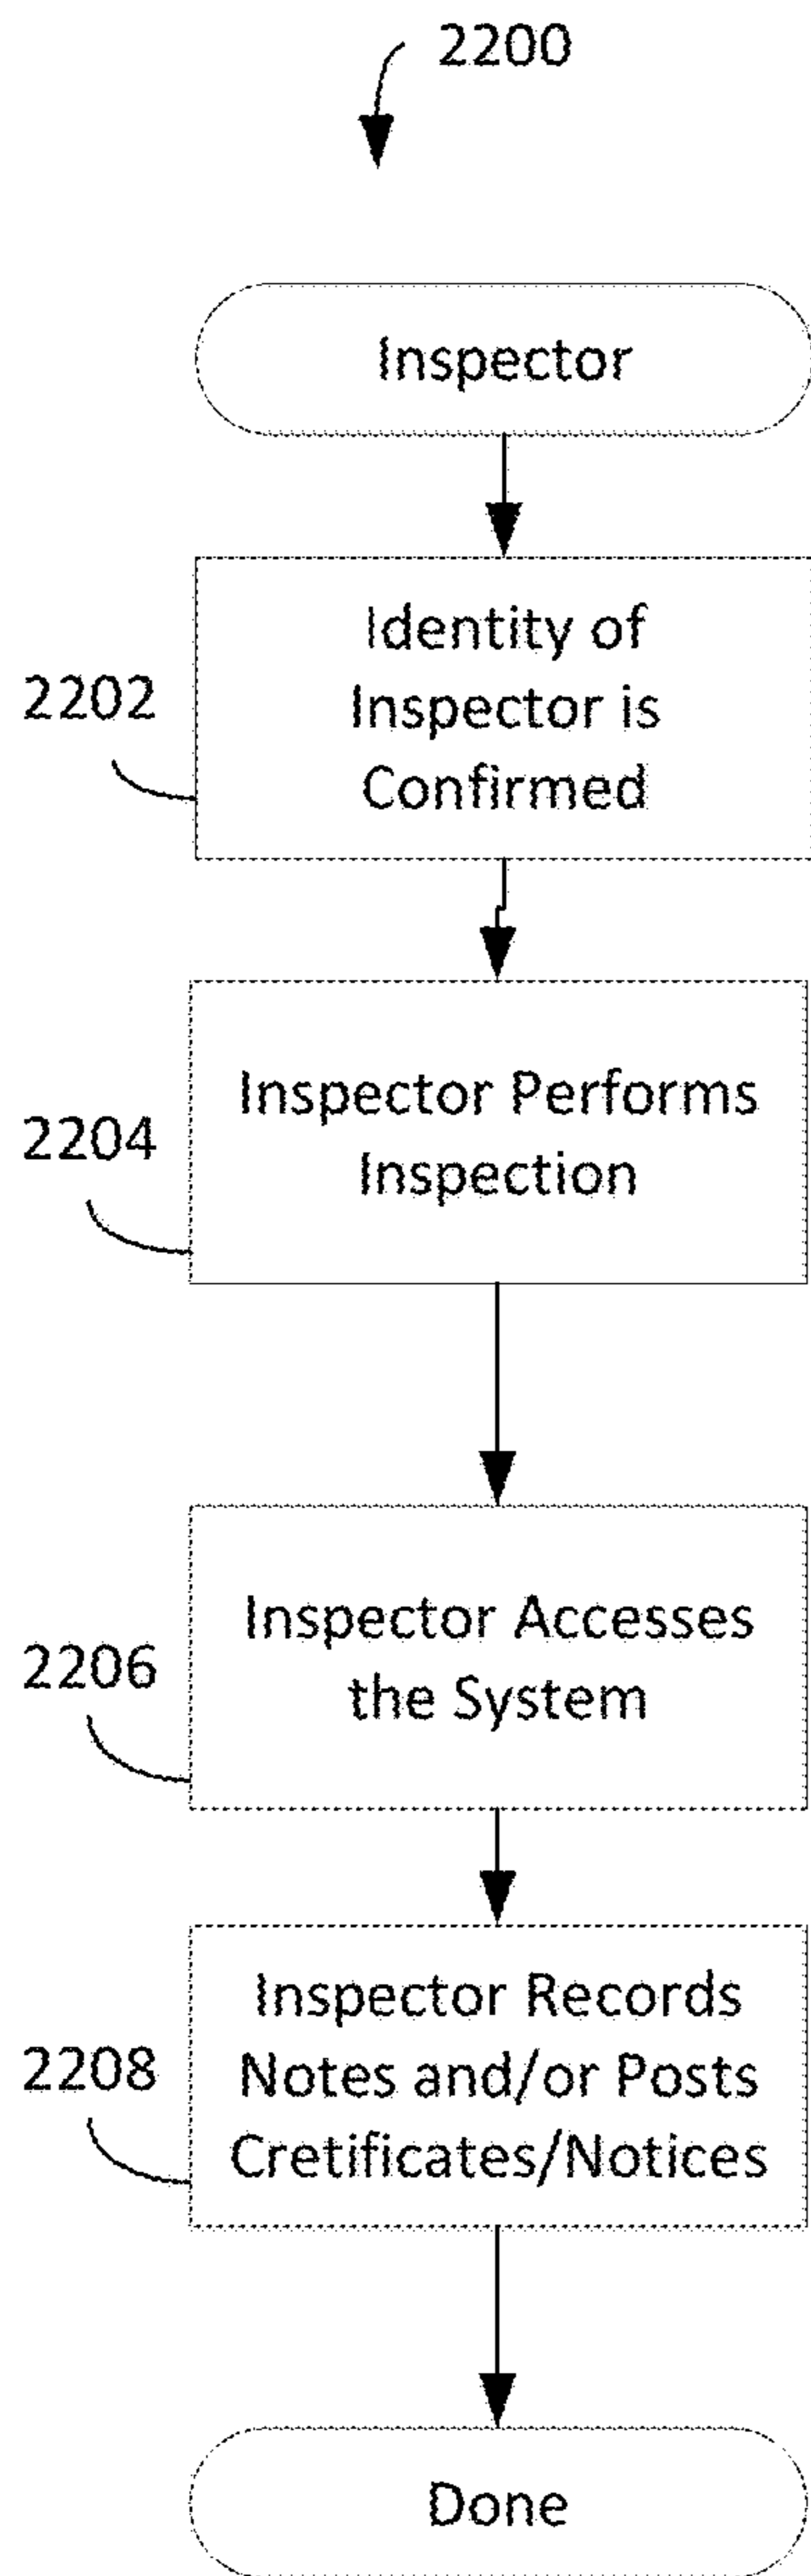 2200
Inspector
Identity of
Inspector is
Confirmed
2202
Inspector Performs
Inspection
2204
Inspector Accesses
the System
2206
Inspector Records
Notes and/or Posts
Cretificates/Notices
2208
Done